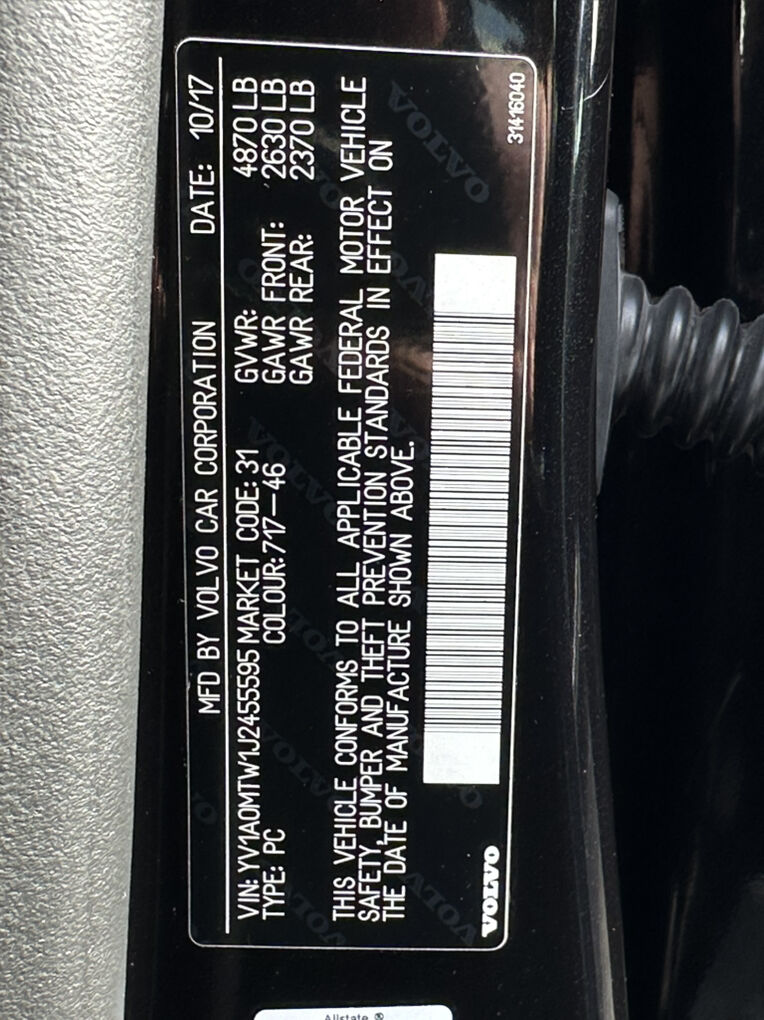 MFD BY VOLVO CAR CORPORATION DATE: 10/17
VIN: YV1A0MTW1J2455595 MARKET CODE: 31 GVWR: 4870 LB
TYPE: PC COLOUR: 717-46 GAWR FRONT: 2630 LB
GAWR REAR: 2370 LB
THIS VEHICLE CONFORMS TO ALL APPLICABLE FEDERAL MOTOR VEHICLE
SAFETY, BUMPER AND THEFT PREVENTION STANDARDS IN EFFECT ON
THE DATE OF MANUFACTURE SHOWN ABOVE.
VOLVO 31416040
Allstate ®